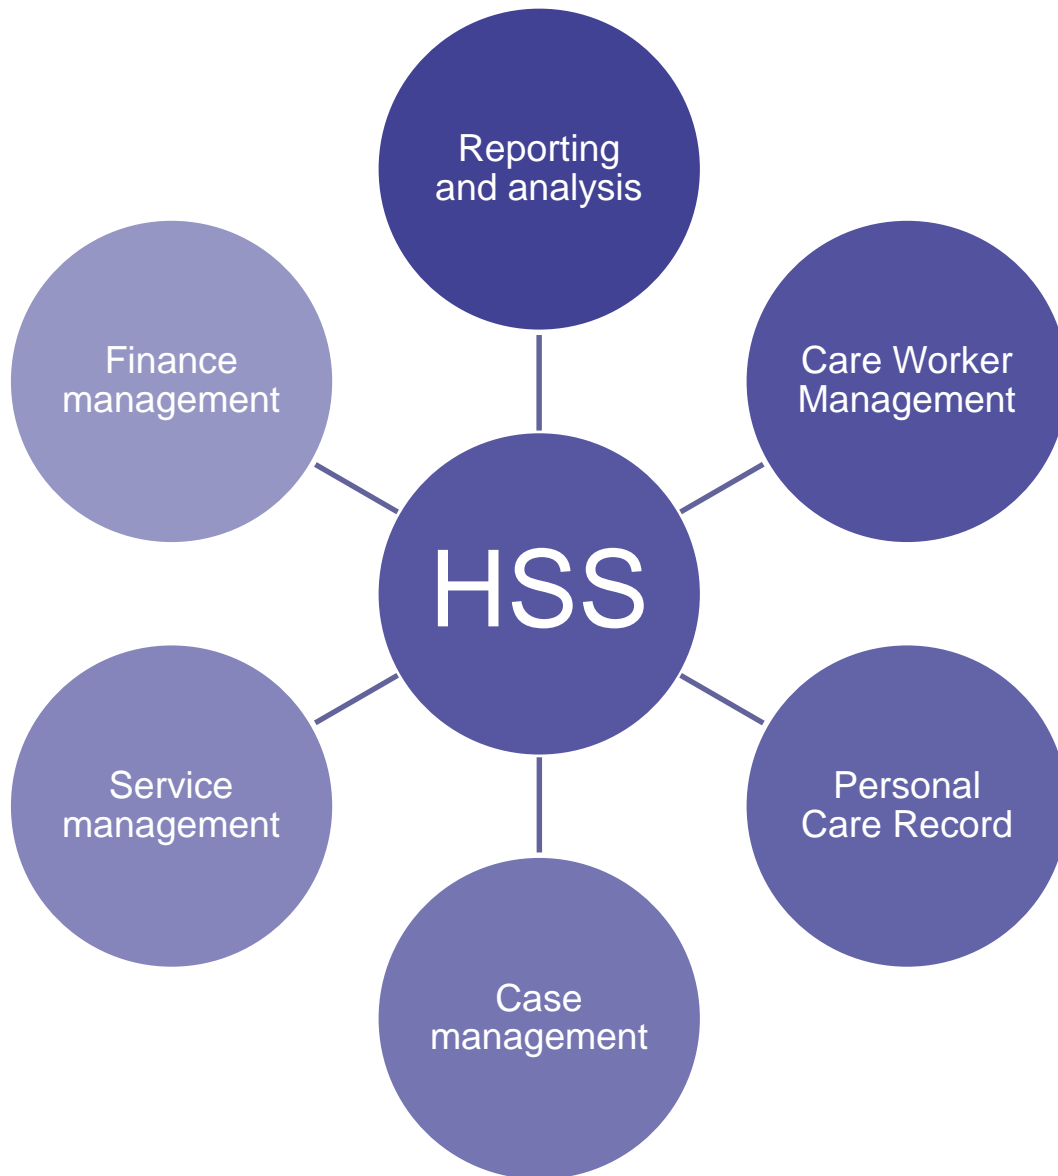 Reporting
and analysis
Finance
management
Care Worker
Management
HSS
Service
management
Personal
Care Record
Case
management